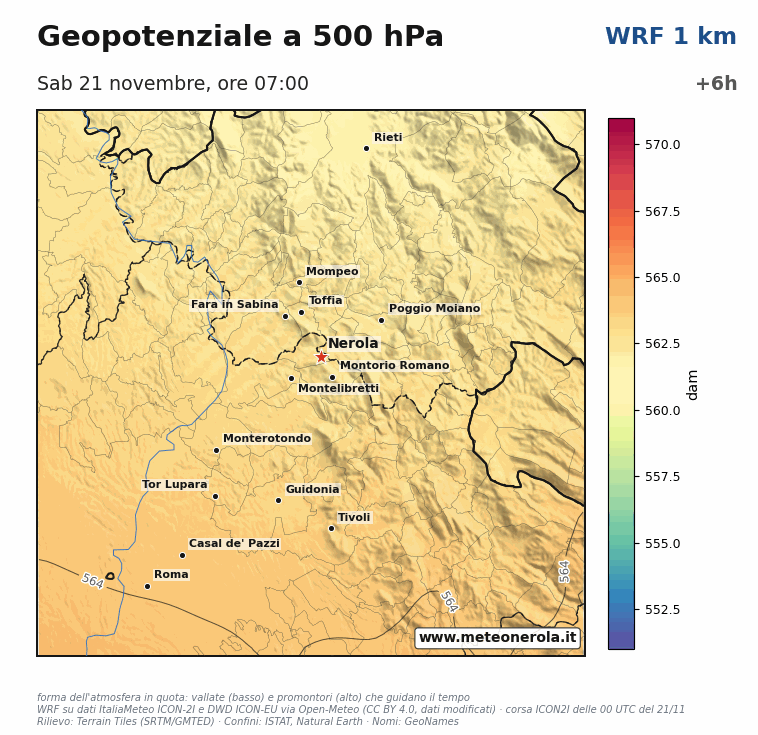 Geopotenziale a 500 hPa
WRF 1 km
Sab 21 novembre, ore 07:00
+6h
Rieti
Mompeo
Fara in Sabina
Toffia
Poggio Moiano
Nerola
Montorio Romano
Montelibretti
Monterotondo
Tor Lupara
Guidonia
Tivoli
Casal de' Pazzi
Roma
564
564
564
www.meteonerola.it
570.0
567.5
565.0
562.5
560.0
557.5
555.0
552.5
dam
forma dell'atmosfera in quota: vallate (basso) e promontori (alto) che guidano il tempo
WRF su dati ItaliaMeteo ICON-2I e DWD ICON-EU via Open-Meteo (CC BY 4.0, dati modificati) · corsa ICON2I delle 00 UTC del 21/11
Rilievo: Terrain Tiles (SRTM/GMTED) · Confini: ISTAT, Natural Earth · Nomi: GeoNames